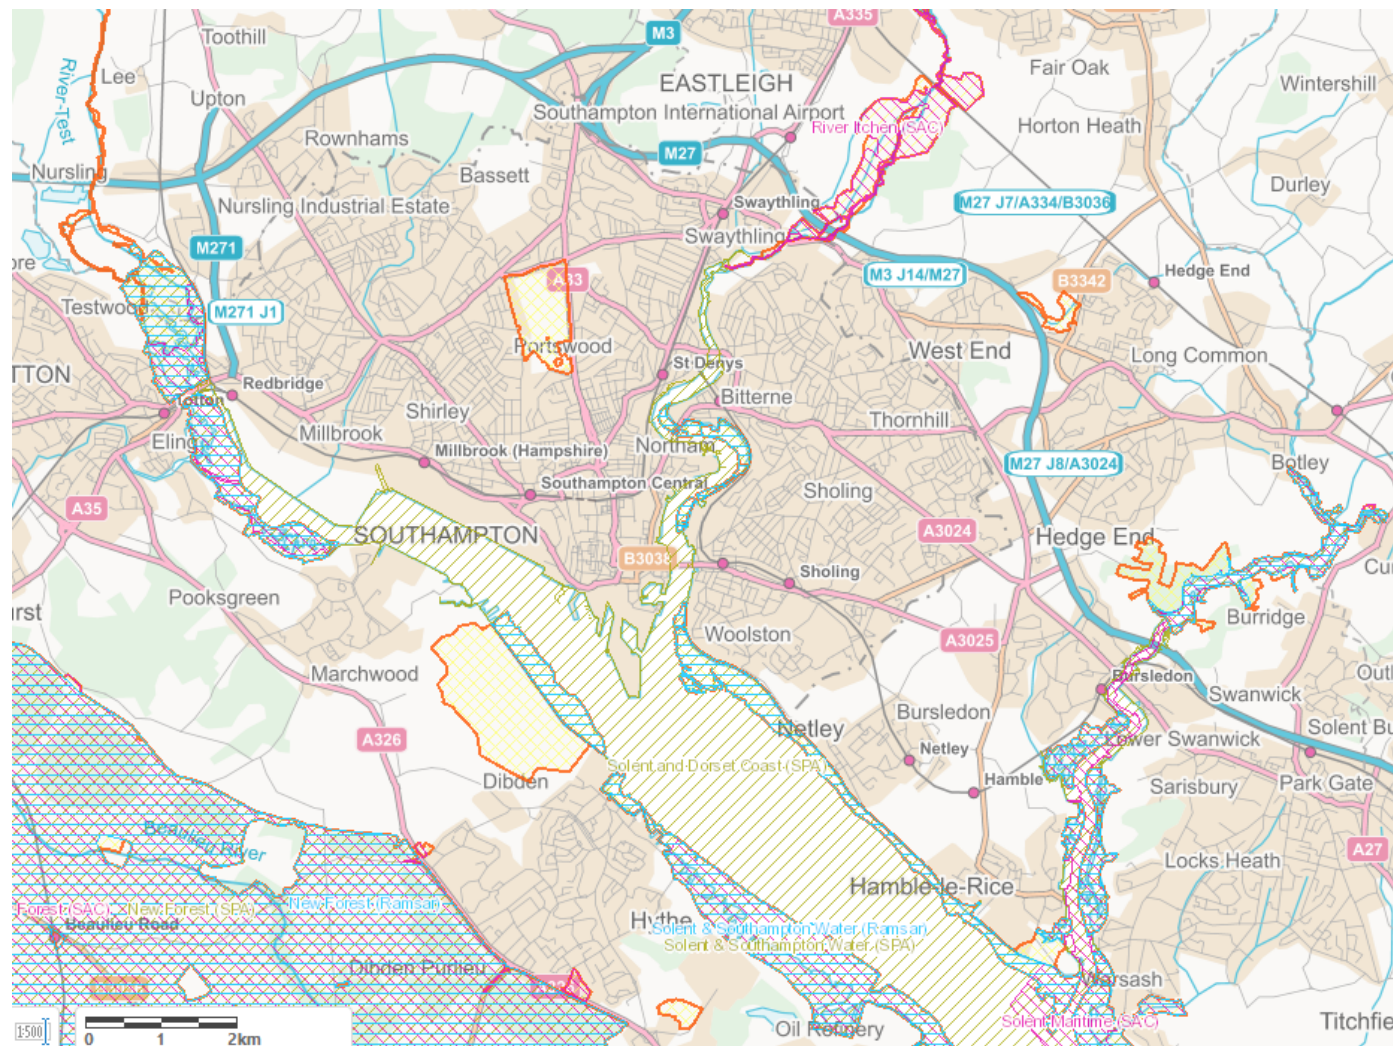 A335
Toothill
M3
Lee
River-Test
Upton
EASTLEIGH
Fair Oak
Wintershill
Southampton International Airport
River Itchen (SAC)
Horton Heath
Rownhams
M27
Nursling
Bassett
Durley
Swaythling
M27 J7/A334/B3036
Nursling Industrial Estate
Swaythling
M271
M3 J14/M27
Hedge End
A33
B3342
Testwood
M271 J1
Portswood
West End
Long Common
St Denys
TTON
Redbridge
Totton
Bitterne
Shirley
Thornhill
Millbrook
Eling
Northam
Millbrook (Hampshire)
M27 J8/A3024
Botley
Southampton Central
Sholing
A35
SOUTHAMPTON
A3024
Hedge End
B3038
Sholing
Pooksgreen
Burridge
Woolston
A3025
Marchwood
Bursledon
Swanwick
Bursledon
Netley
Solent Bu
A326
Lower Swanwick
Netley
Solent and Dorset Coast (SPA)
Hamble
Dibden
Sarisbury
Park Gate
Beaulieu River
A27
Locks Heath
Hamble-le-Rice
Forest (SAC)
New Forest (SPA)
New Forest (Ramsar)
Hythe
Beaulieu Road
Solent & Southampton Water (Ramsar)
Solent & Southampton Water (SPA)
Dibden Purlieu
Warsash
Solent Maritime (SAC)
Oil Refinery
Titchfie
1:500
0 1 2km